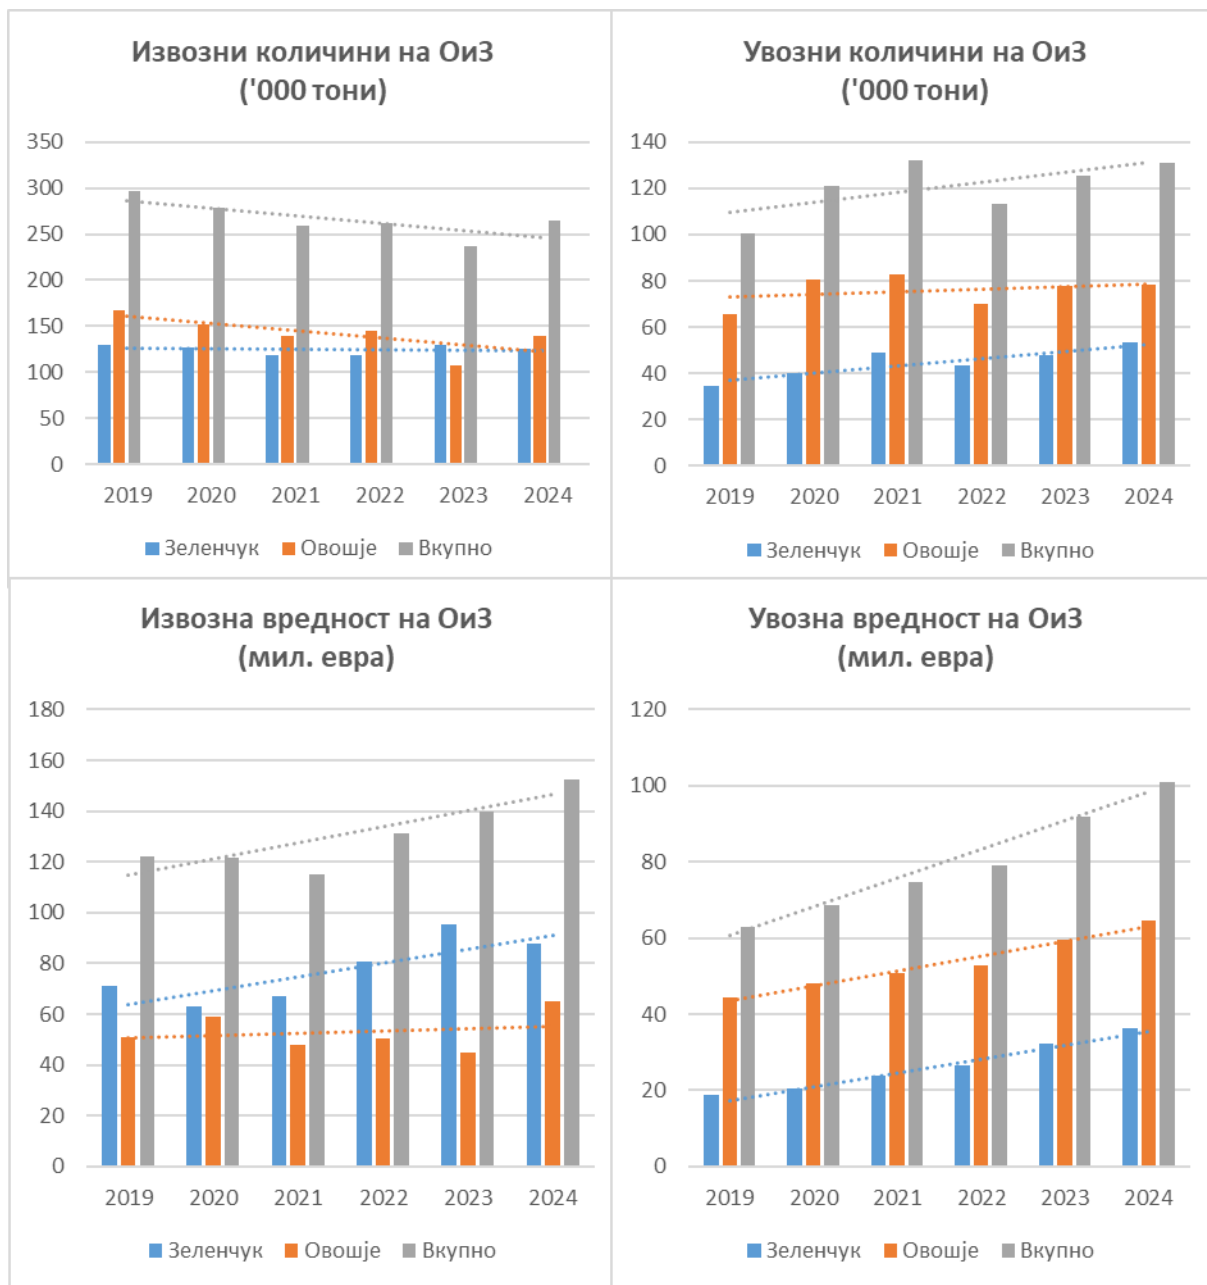 Извозни количини на ОиЗ
('000 тони)
350
300
250
200
150
100
50
0
2019 2020 2021 2022 2023 2024
Зеленчук Овошје Вкупно
Увозни количини на ОиЗ
('000 тони)
140
120
100
80
60
40
20
0
2019 2020 2021 2022 2023 2024
Зеленчук Овошје Вкупно
Извозна вредност на ОиЗ
(мил. евра)
180
160
140
120
100
80
60
40
20
0
2019 2020 2021 2022 2023 2024
Зеленчук Овошје Вкупно
Увозна вредност на ОиЗ
(мил. евра)
120
100
80
60
40
20
0
2019 2020 2021 2022 2023 2024
Зеленчук Овошје Вкупно